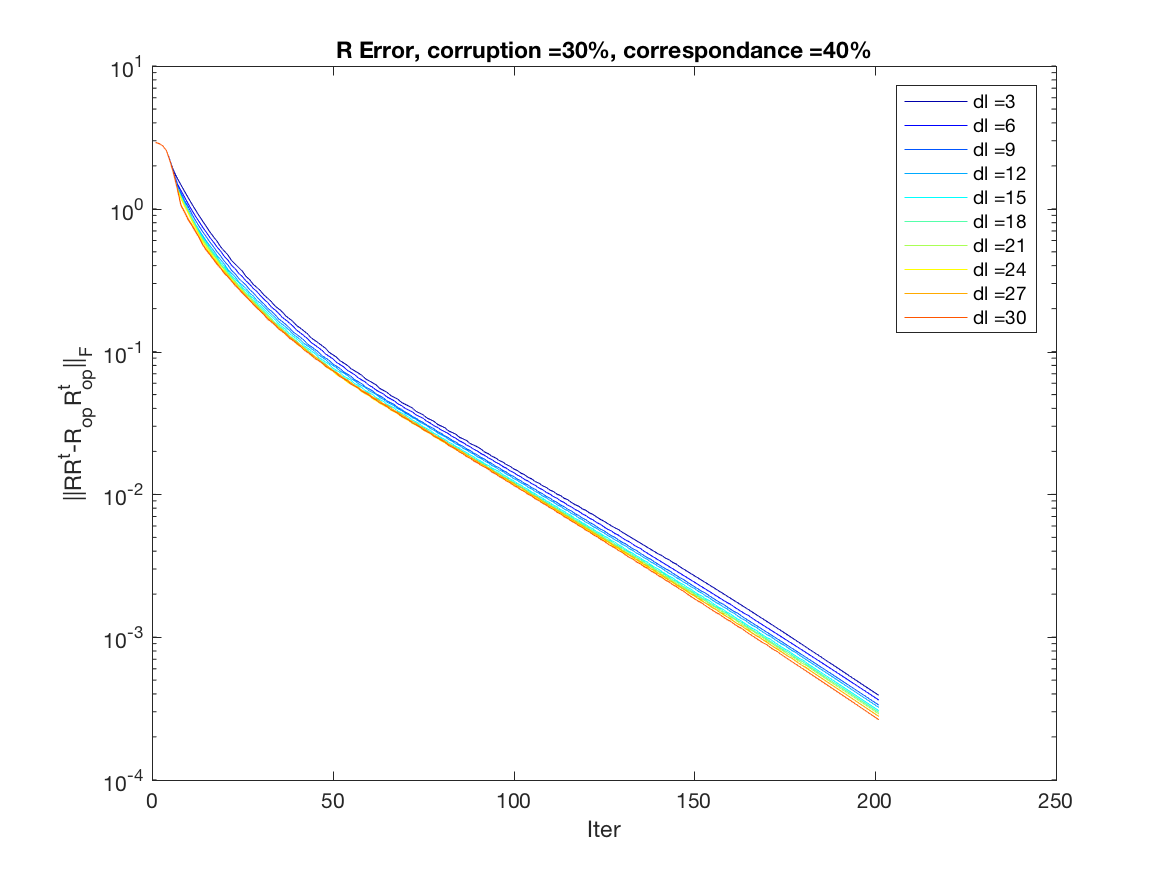 R Error, corruption =30%, correspondance =40%
||RR^t-R_op R^t_op||_F
10^1
10^0
10^-1
10^-2
10^-3
10^-4
dl =3
dl =6
dl =9
dl =12
dl =15
dl =18
dl =21
dl =24
dl =27
dl =30
0 50 100 150 200 250
Iter